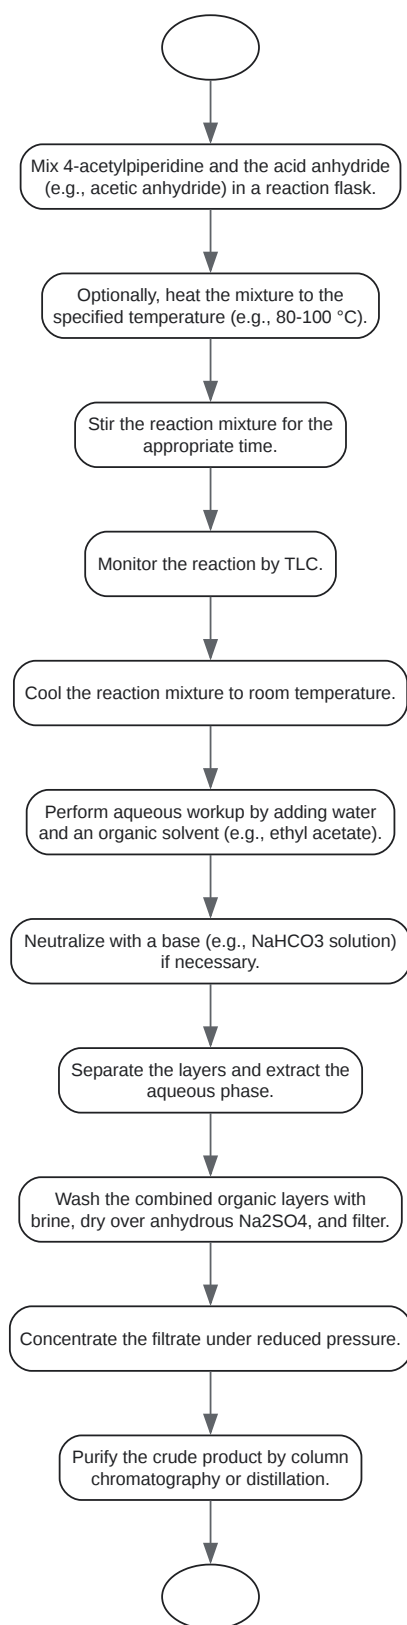 Mix 4-acetylpiperidine and the acid anhydride
(e.g., acetic anhydride) in a reaction flask.
Optionally, heat the mixture to the
specified temperature (e.g., 80-100 °C).
Stir the reaction mixture for the
appropriate time.
Monitor the reaction by TLC.
Cool the reaction mixture to room temperature.
Perform aqueous workup by adding water
and an organic solvent (e.g., ethyl acetate).
Neutralize with a base (e.g., NaHCO3 solution)
if necessary.
Separate the layers and extract the
aqueous phase.
Wash the combined organic layers with
brine, dry over anhydrous Na2SO4, and filter.
Concentrate the filtrate under reduced pressure.
Purify the crude product by column
chromatography or distillation.